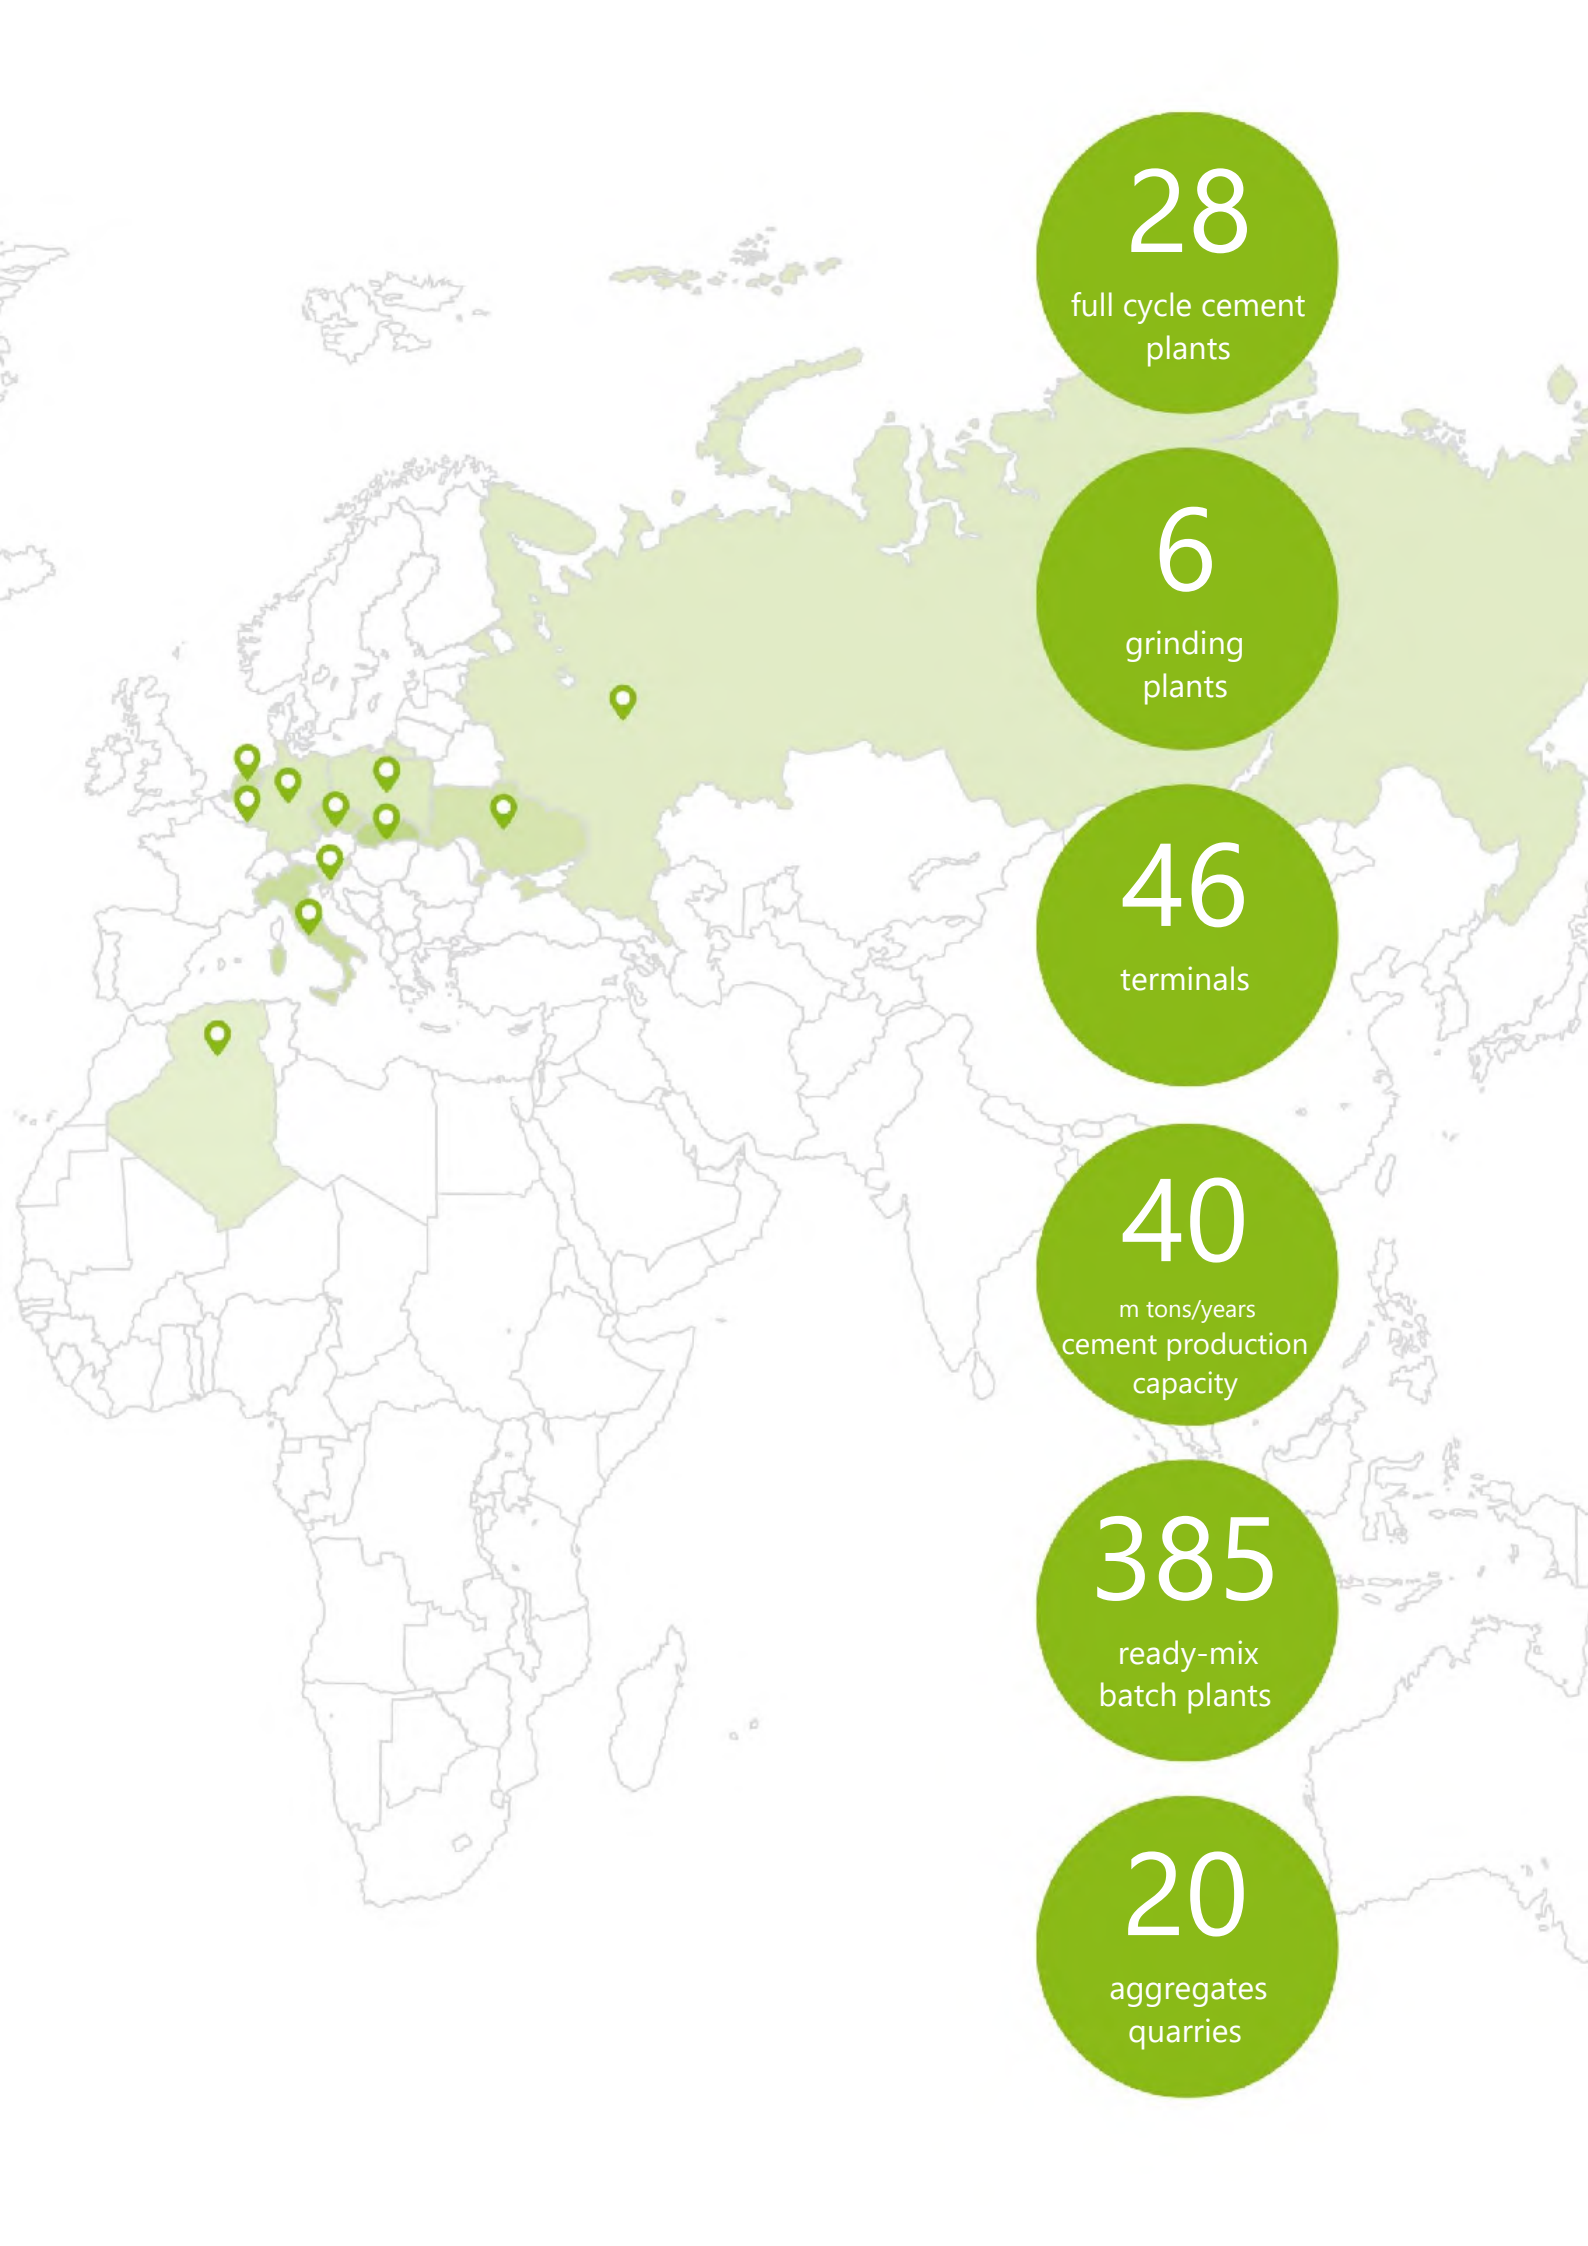 28
full cycle cement
plants
6
grinding
plants
46
terminals
40
m tons/years
cement production
capacity
385
ready-mix
batch plants
20
aggregates
quarries